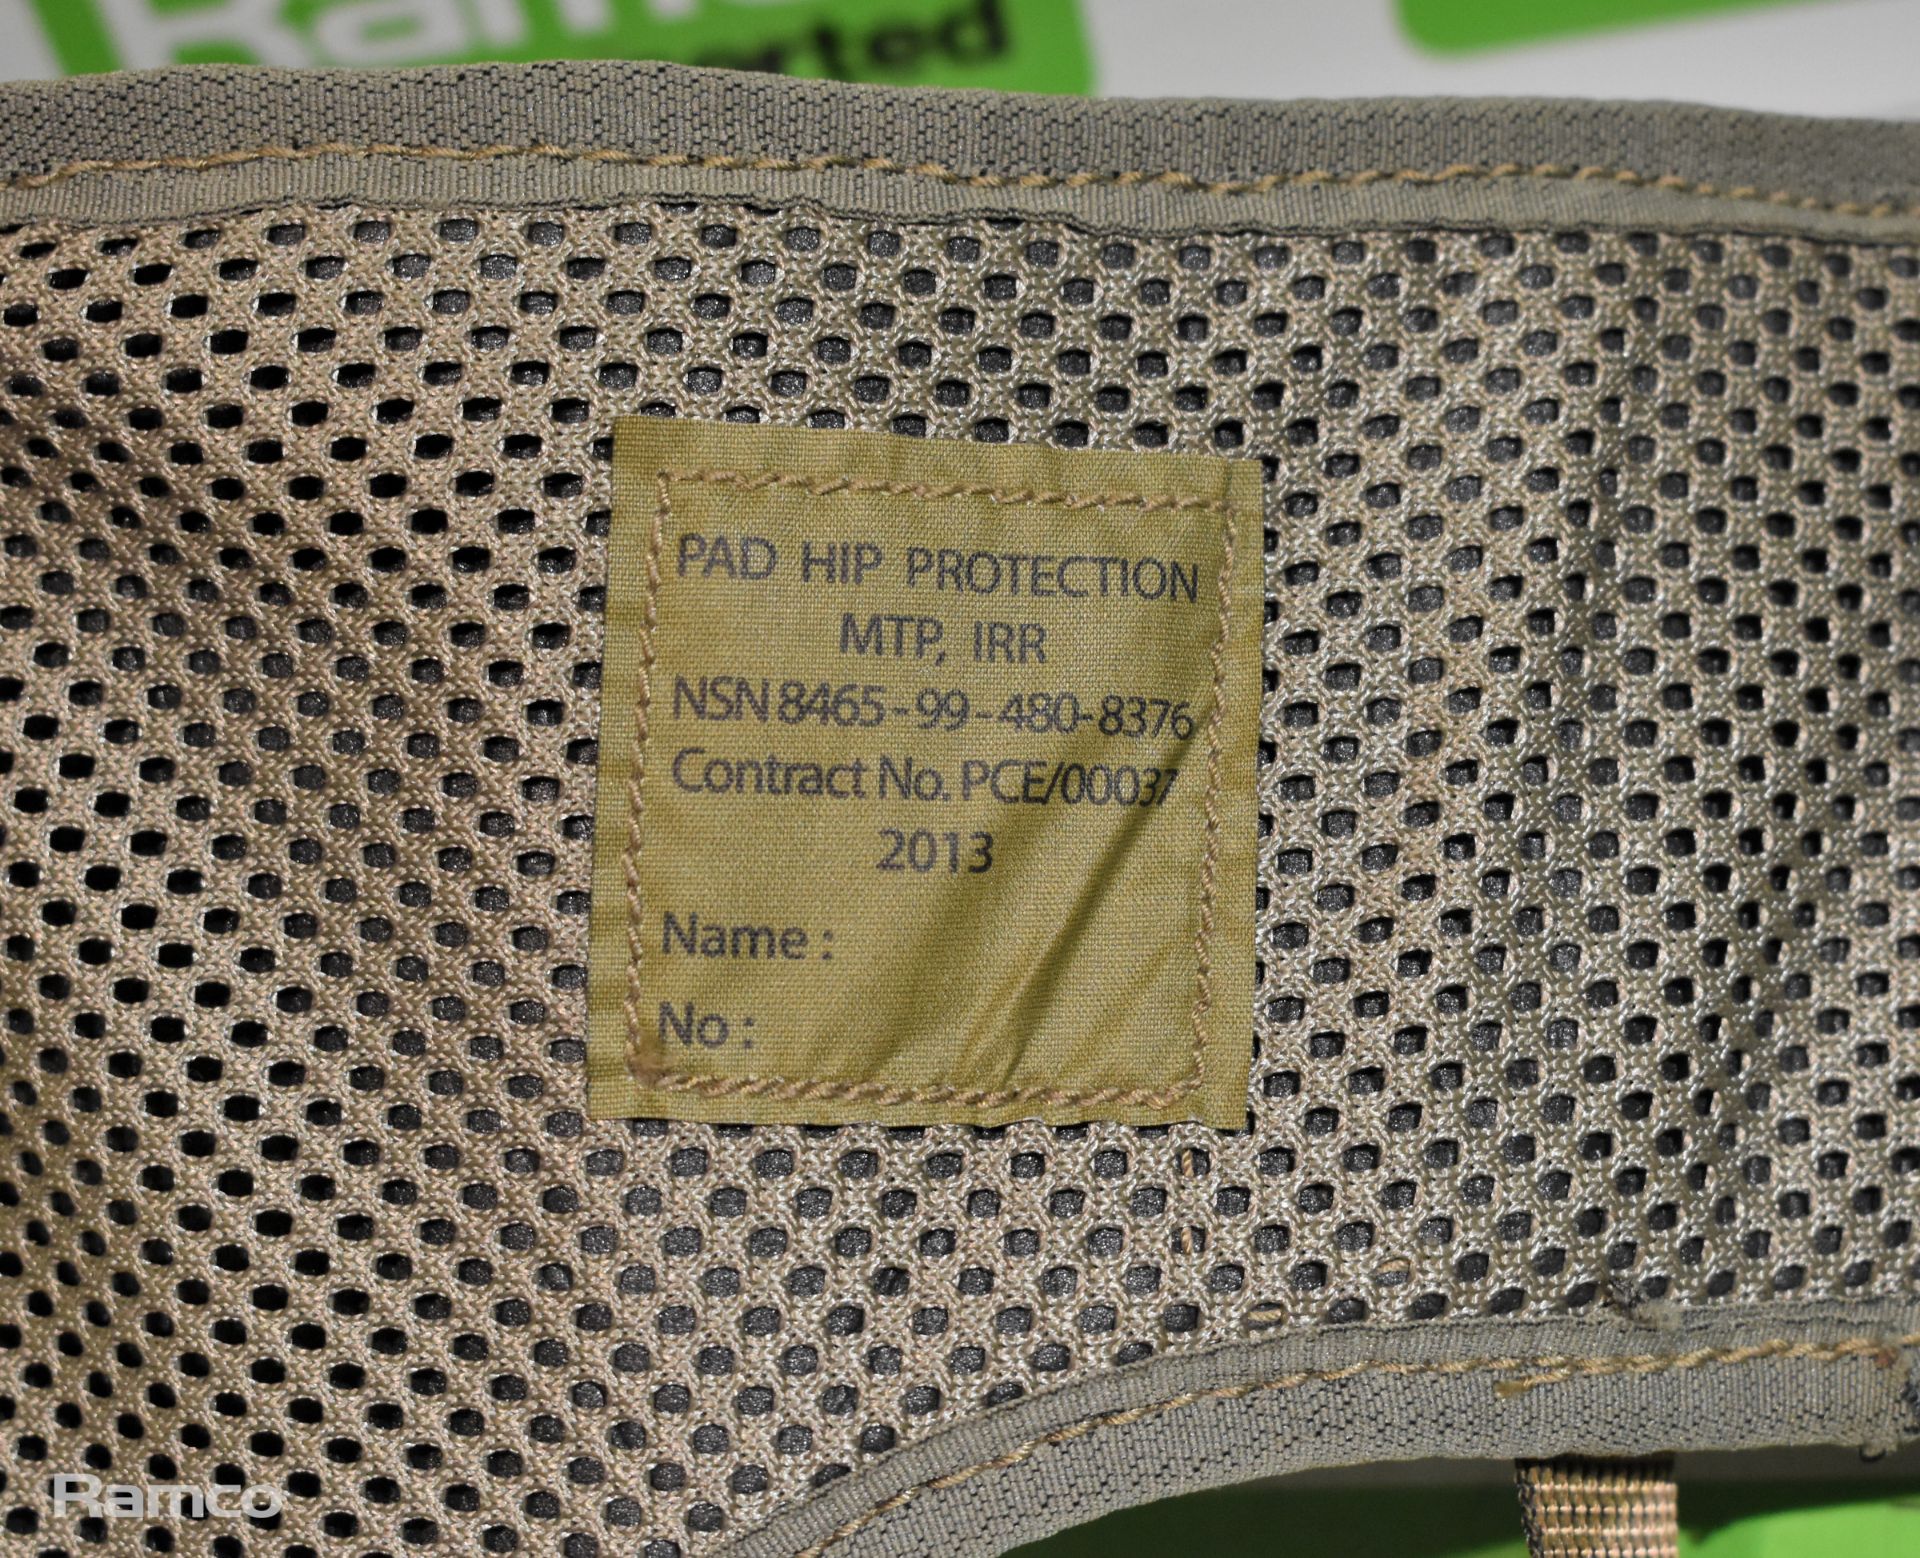 PAD HIP PROTECTION
MTP, IRR
NSN 8465-99-480-8376
Contract No. PCE/00037
2013
Name :
No :
Ramco